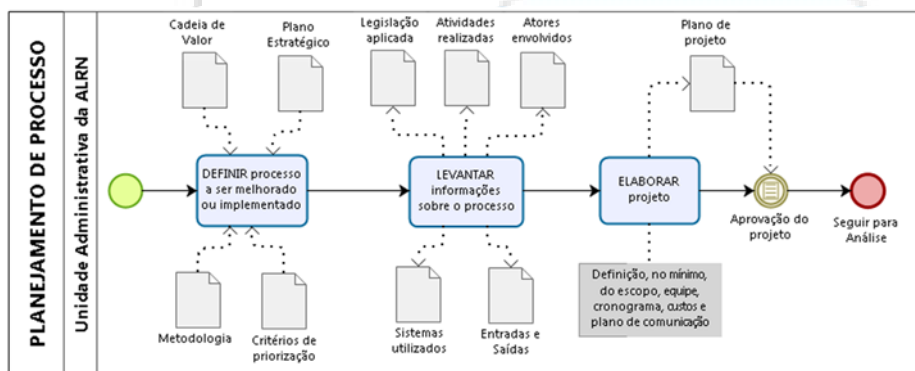 PLANEJAMENTO DE PROCESSO
Unidade Administrativa da ALRN
Cadeia de
Valor
Plano
Estratégico
Legislação
aplicada
Atividades
realizadas
Atores
envolvidos
Plano de
projeto
DEFINIR processo
a ser melhorado
ou implementado
LEVANTAR
informações
sobre o processo
ELABORAR
projeto
Aprovação do
projeto
Seguir para
Análise
Metodologia
Critérios de
priorização
Sistemas
utilizados
Entradas e
Saídas
Definição, no mínimo,
do escopo, equipe,
cronograma, custos e
plano de comunicação